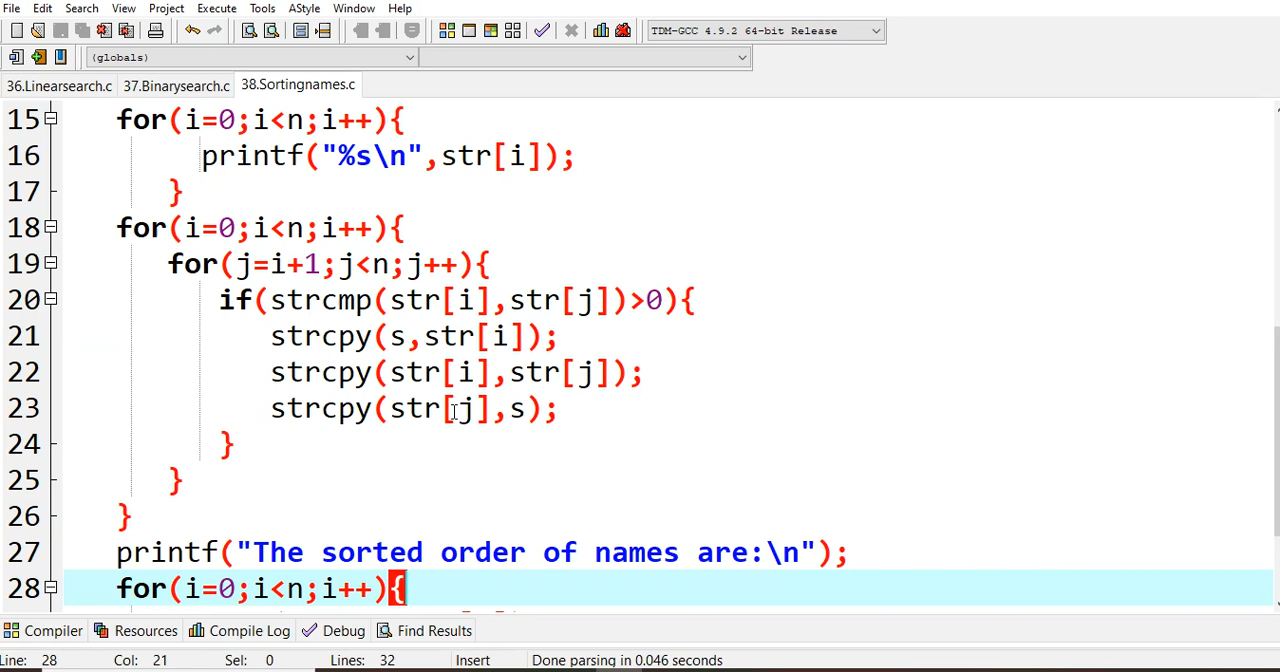 File Edit Search View Project Execute Tools AStyle Window Help
TDM-GCC 4.9.2 64-bit Release
(globals)
36.Linearsearch.c 37.Binarysearch.c 38.Sortingnames.c
15 for(i=0;i<n;i++){
16 printf("%s\n",str[i]);
17 }
18 for(i=0;i<n;i++){
19 for(j=i+1;j<n;j++){
20 if(strcmp(str[i],str[j])>0){
21 strcpy(s,str[i]);
22 strcpy(str[i],str[j]);
23 strcpy(str[j],s);
24 }
25 }
26 }
27 printf("The sorted order of names are:\n");
28 for(i=0;i<n;i++){
Compiler Resources Compile Log Debug Find Results
Line: 28 Col: 21 Sel: 0 Lines: 32 Insert Done parsing in 0.046 seconds